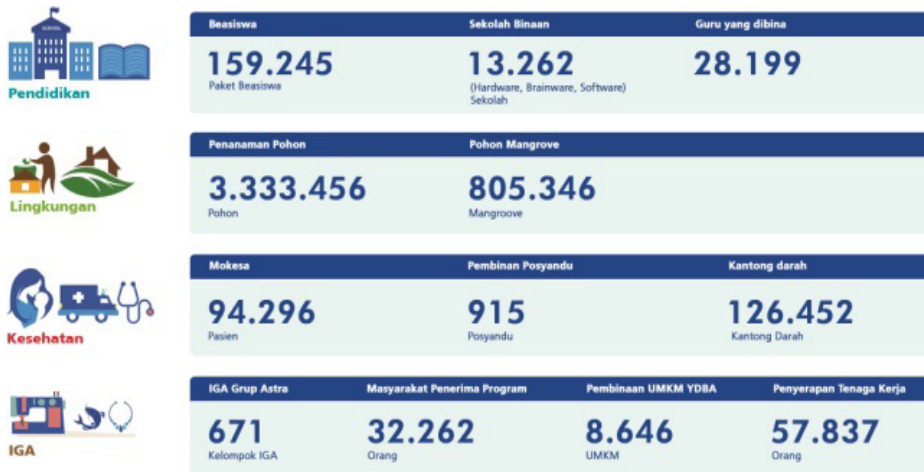 Pendidikan
Beasiswa
159.245
Paket Beasiswa
Sekolah Binaan
13.262
(Hardware, Brainware, Software)
Sekolah
Guru yang dibina
28.199
Lingkungan
Penanaman Pohon
3.333.456
Pohon
Pohon Mangrove
805.346
Mangroove
Kesehatan
Mokesa
94.296
Pasien
Pembinan Posyandu
915
Posyandu
Kantong darah
126.452
Kantong Darah
IGA
IGA Grup Astra
671
Kelompok IGA
Masyarakat Penerima Program
32.262
Orang
Pembinaan UMKM YDBA
8.646
UMKM
Penyerapan Tenaga Kerja
57.837
Orang